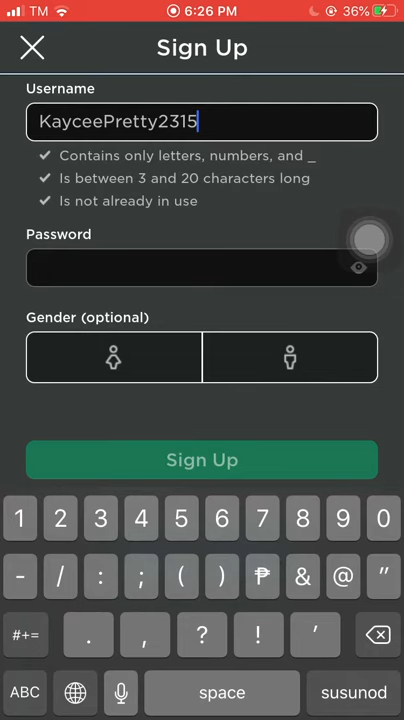 TM 6:26 PM 36%
Sign Up
Username
KayceePretty2315
Contains only letters, numbers, and _
Is between 3 and 20 characters long
Is not already in use
Password
Gender (optional)
Sign Up
1 2 3 4 5 6 7 8 9 0
- / : ; ( ) ₱ & @ "
#+= . , ? ! '
ABC space susunod